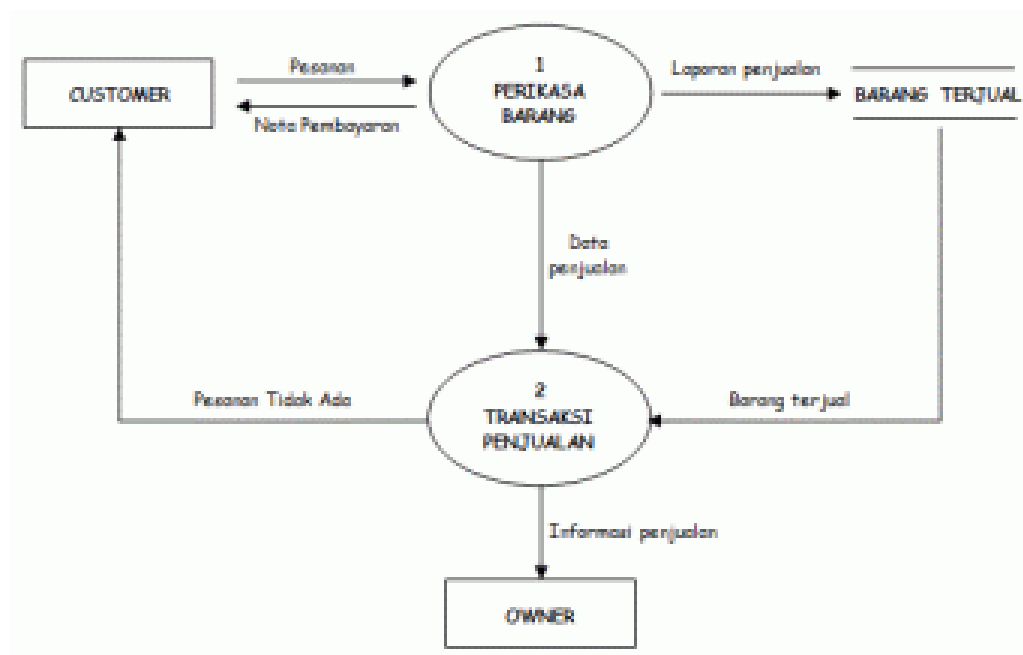 Pesanan
1
PERIKASA
BARANG
Laporan penjualan
CUSTOMER
BARANG TERJUAL
Nota Pembayaran
Data
penjualan
Pesanan Tidak Ada
2
TRANSAKSI
PENJUALAN
Barang terjual
Informasi penjualan
OWNER